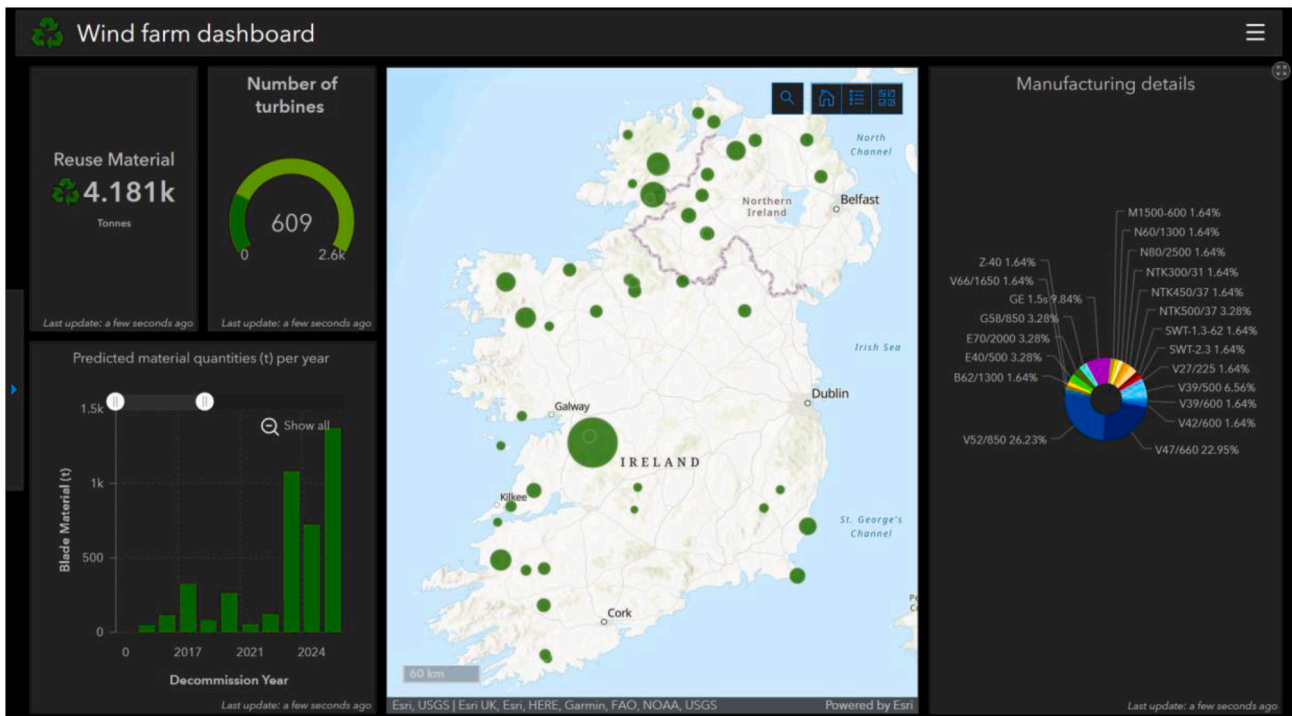 Wind farm dashboard
Reuse Material
4.181k
Tonnes
Last update: a few seconds ago
Number of
turbines
609
0
2.6k
Last update: a few seconds ago
Predicted material quantities (t) per year
1.5k
Show all
1k
500
0
Blade Material (t)
0
2017
2021
2024
Decommission Year
Last update: a few seconds ago
North
Channel
Northern
Ireland
Belfast
Irish Sea
Dublin
Galway
IRELAND
Kilkee
St. George's
Channel
Cork
60 km
Esri, USGS | Esri UK, Esri, HERE, Garmin, FAO, NOAA, USGS
Powered by Esri
Manufacturing details
M1500-600 1.64%
N60/1300 1.64%
N80/2500 1.64%
NTK300/31 1.64%
NTK450/37 1.64%
NTK500/37 3.28%
SWT-1.3-62 1.64%
SWT-2.3 1.64%
V27/225 1.64%
V39/500 6.56%
V39/600 1.64%
V42/600 1.64%
V47/660 22.95%
V52/850 26.23%
B62/1300 1.64%
E40/500 3.28%
E70/2000 3.28%
G58/850 3.28%
GE 1.5s 9.84%
V66/1650 1.64%
Z-40 1.64%
Last update: a few seconds ago